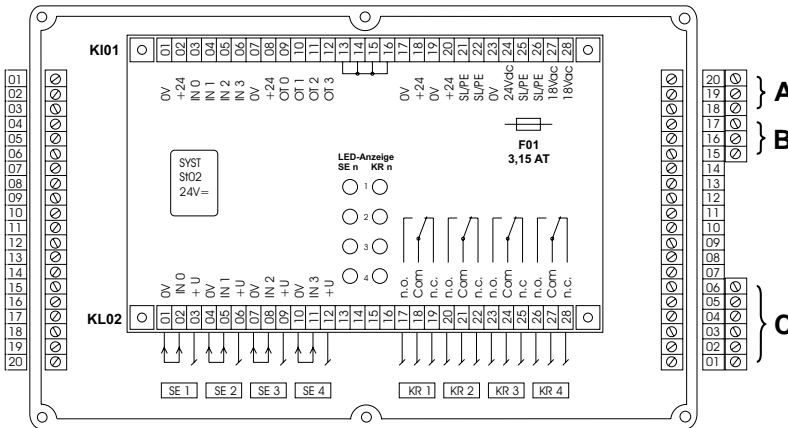 KI01
01 02 03 04 05 06 07 08 09 10 11 12 13 14 15 16 17 18 19 20 21 22 23 24 25 26 27 28
0V +24 IN 0 IN 1 IN 2 IN 3 0V +24 OT 0 OT 1 OT 2 OT 3 0V +24 0V +24 SL/PE SL/PE 0V 24Vdc SL/PE SL/PE 18Vac 18Vac
01
02
03
04
05
06
07
08
09
10
11
12
13
14
15
16
17
18
19
20
F01
3,15 AT
SYST
St02
24V=
LED-Anzeige
SE n KR n
1
2
3
4
0V IN 0 +U 0V IN 1 +U 0V IN 2 +U 0V IN 3 +U n.o. Com n.c. n.o. Com n.c. n.o. Com n.c. n.o. Com n.c.
KL02
01 02 03 04 05 06 07 08 09 10 11 12 13 14 15 16 17 18 19 20 21 22 23 24 25 26 27 28
SE 1 SE 2 SE 3 SE 4 KR 1 KR 2 KR 3 KR 4
20
19
18
17
16
15
14
13
12
11
10
09
08
07
06
05
04
03
02
01
A
B
C